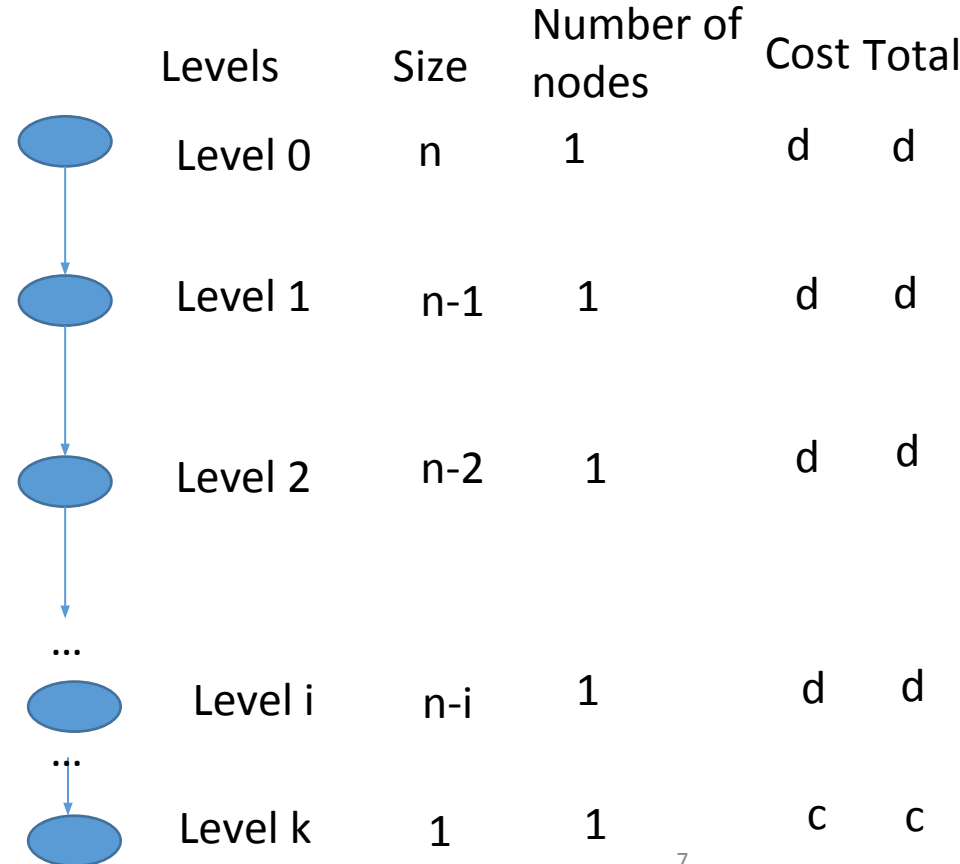 Levels Size Number of nodes Cost Total
Level 0 n 1 d d
Level 1 n-1 1 d d
Level 2 n-2 1 d d
...
Level i n-i 1 d d
...
Level k 1 1 c c
7